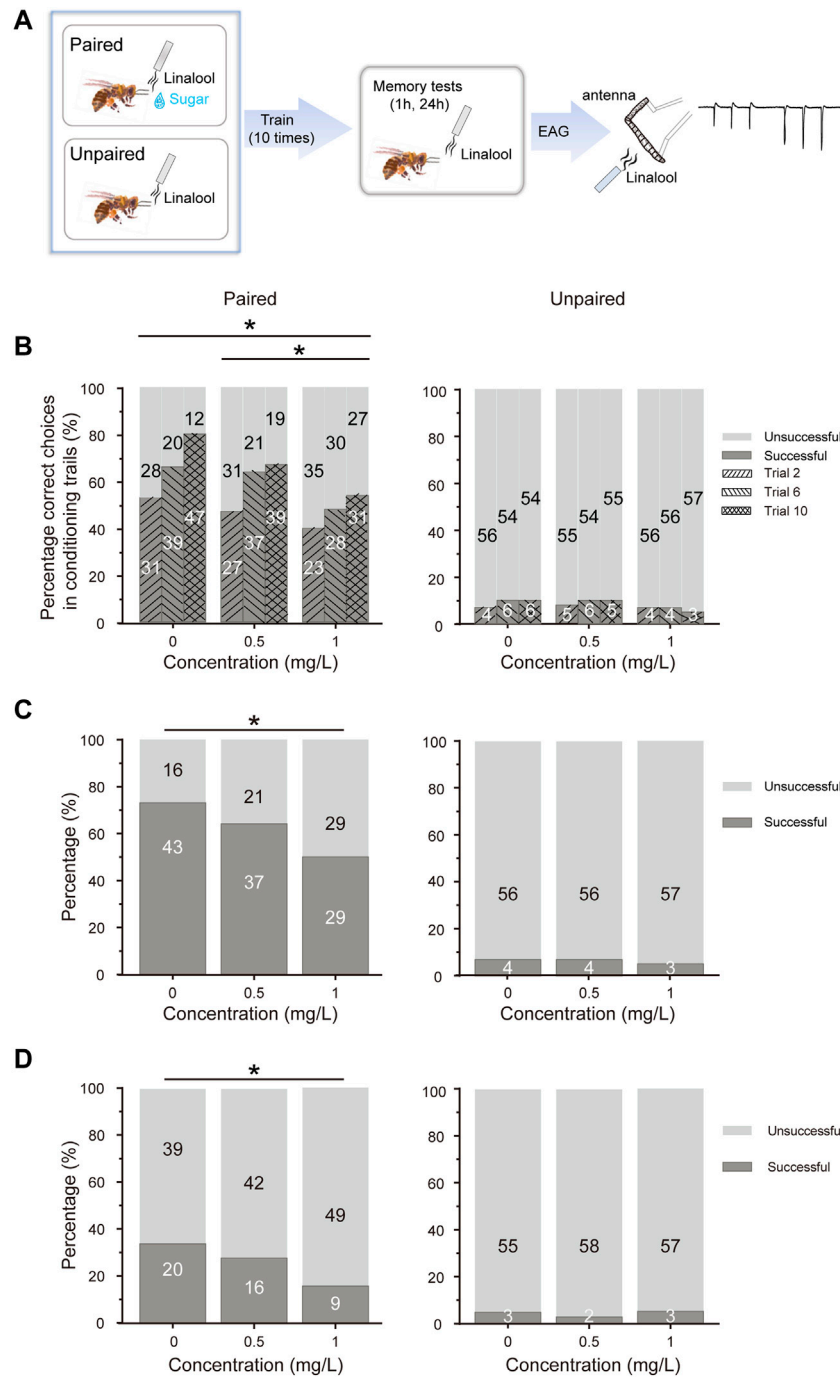 A
Paired
Linalool
Sugar
Unpaired
Linalool
Train
(10 times)
Memory tests
(1h, 24h)
Linalool
EAG
antenna
Linalool
Paired
Unpaired
B
*
*
Percentage correct choices
in conditioning trails (%)
100
80
60
40
20
0
28 20 12
31 39 47
31 21 19
27 37 39
35 30 27
23 28 31
0 0.5 1
Concentration (mg/L)
100
80
60
40
20
0
56 54 54
4 6 6
55 54 55
5 6 5
56 56 57
4 4 3
0 0.5 1
Concentration (mg/L)
Unsuccessful
Successful
Trial 2
Trial 6
Trial 10
C
*
Percentage (%)
100
80
60
40
20
0
16 21 29
43 37 29
0 0.5 1
Concentration (mg/L)
100
80
60
40
20
0
56 56 57
4 4 3
0 0.5 1
Concentration (mg/L)
Unsuccessful
Successful
D
*
Percentage (%)
100
80
60
40
20
0
39 42 49
20 16 9
0 0.5 1
Concentration (mg/L)
100
80
60
40
20
0
55 58 57
3 2 3
0 0.5 1
Concentration (mg/L)
Unsuccessfu
Successful